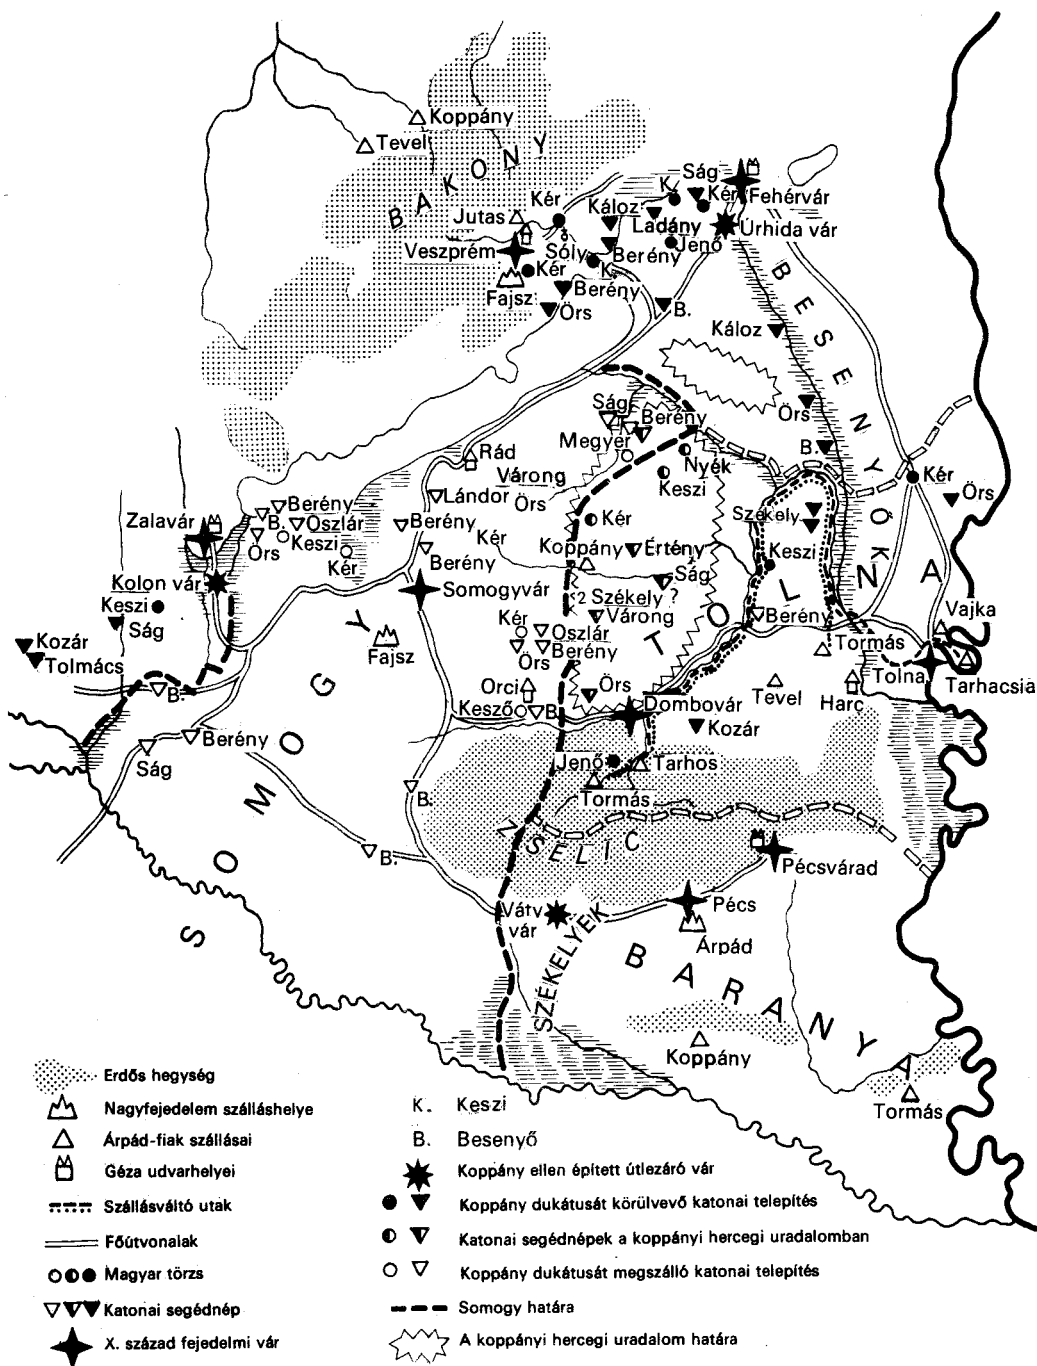 Koppány
Tevel
BAKONY
Jutas
Veszprém
Fajsz
Kér
Kér
Sóly
K.
Berény
Örs
Káloz
Berény
K.
Ság
Kér
Ladány
Jenő
Fehérvár
Úrhida vár
B.
BESENYŐK
Káloz
Örs
B.
Kér
Örs
Ság
Berény
Megyer
Nyék
Keszi
Rád
Várong
Lándor
Örs
Kér
Kér
Koppány
Értény
Ság
2 Székely ?
Várong
Székely
Keszi
Zalavár
Berény
B.
Oszlár
Örs
Keszi
Kér
Berény
Berény
Kolon vár
Keszi
Ság
Kozár
Tolmács
B.
Somogyvár
Fajsz
Kér
Oszlár
Örs
Berény
Orci
Kesző
B.
Örs
Dombovár
Kozár
TOLNA
Berény
Tormás
Tevel
Harc
Vajka
Tolna
Tarhacsia
Ság
Berény
SOMOGY
B.
B.
Jenő
Tarhos
Tormás
ZSELIC
Pécsvárad
Pécs
Árpád
Vátv
vár
SZÉKELYEK
BARANYA
Koppány
Tormás
Erdős hegység
Nagyfejedelem szálláshelye
Árpád-fiak szállásai
Géza udvarhelyei
Szállásváltó utak
Főútvonalak
Magyar törzs
Katonai segédnép
X. század fejedelmi vár
K. Keszi
B. Besenyő
Koppány ellen épített útlezáró vár
Koppány dukátusát körülvevő katonai telepítés
Katonai segédnépek a koppányi hercegi uradalomban
Koppány dukátusát megszálló katonai telepítés
Somogy határa
A koppányi hercegi uradalom határa